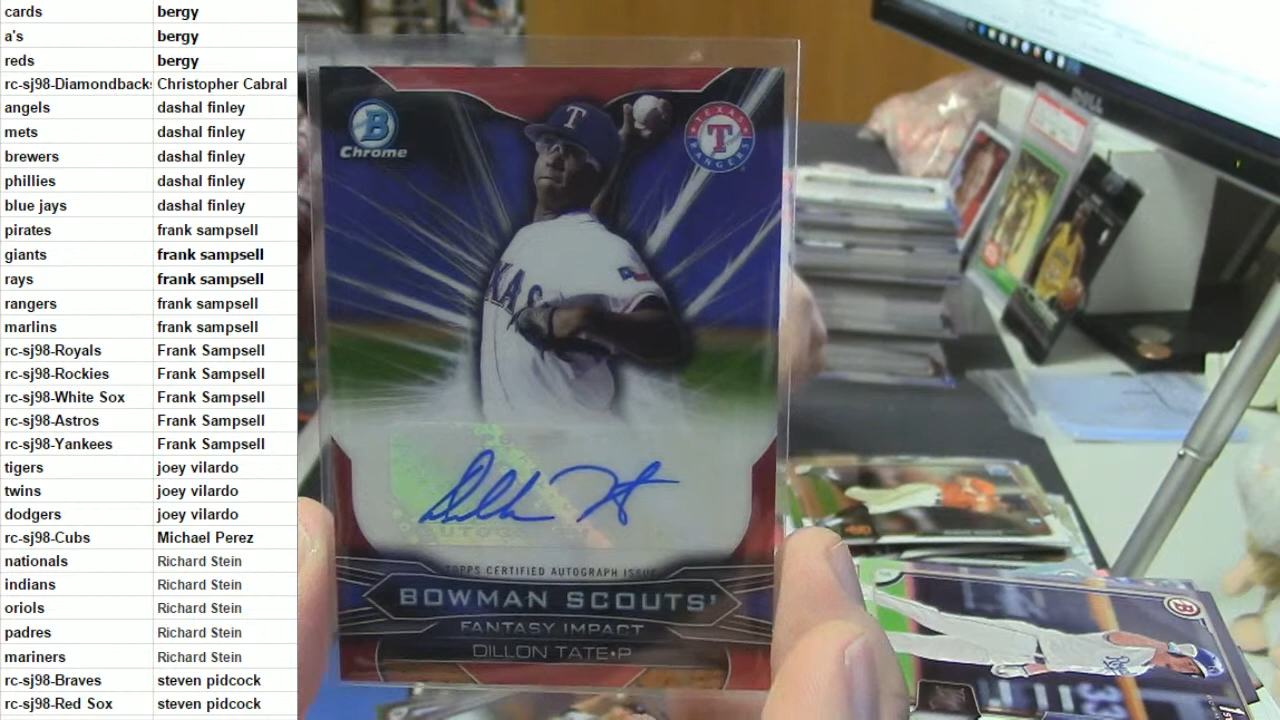 cards bergy
a's bergy
reds bergy
rc-sj98-Diamondbacks Christopher Cabral
angels dashal finley
mets dashal finley
brewers dashal finley
phillies dashal finley
blue jays dashal finley
pirates frank sampsell
giants frank sampsell
rays frank sampsell
rangers frank sampsell
marlins frank sampsell
rc-sj98-Royals Frank Sampsell
rc-sj98-Rockies Frank Sampsell
rc-sj98-White Sox Frank Sampsell
rc-sj98-Astros Frank Sampsell
rc-sj98-Yankees Frank Sampsell
tigers joey vilardo
twins joey vilardo
dodgers joey vilardo
rc-sj98-Cubs Michael Perez
nationals Richard Stein
indians Richard Stein
oriols Richard Stein
padres Richard Stein
mariners Richard Stein
rc-sj98-Braves steven pidcock
rc-sj98-Red Sox steven pidcock
B
Chrome
T
TEXAS
T
RANGERS
XAS
Dillon Tate
AUTOGRAPH
TOPPS CERTIFIED AUTOGRAPH ISSUE
BOWMAN SCOUTS'
FANTASY IMPACT
DILLON TATE•P
DELL
B